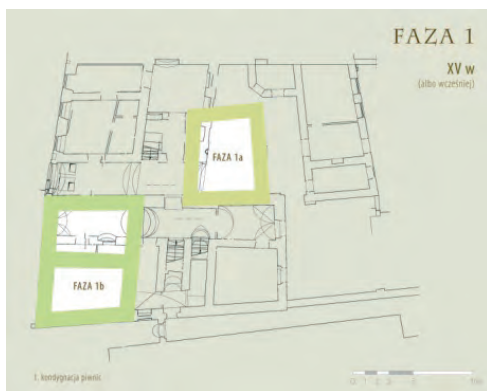 FAZA 1
XV w
(albo wcześniej)
FAZA 1a
FAZA 1b
1. kondygnacja piwnic